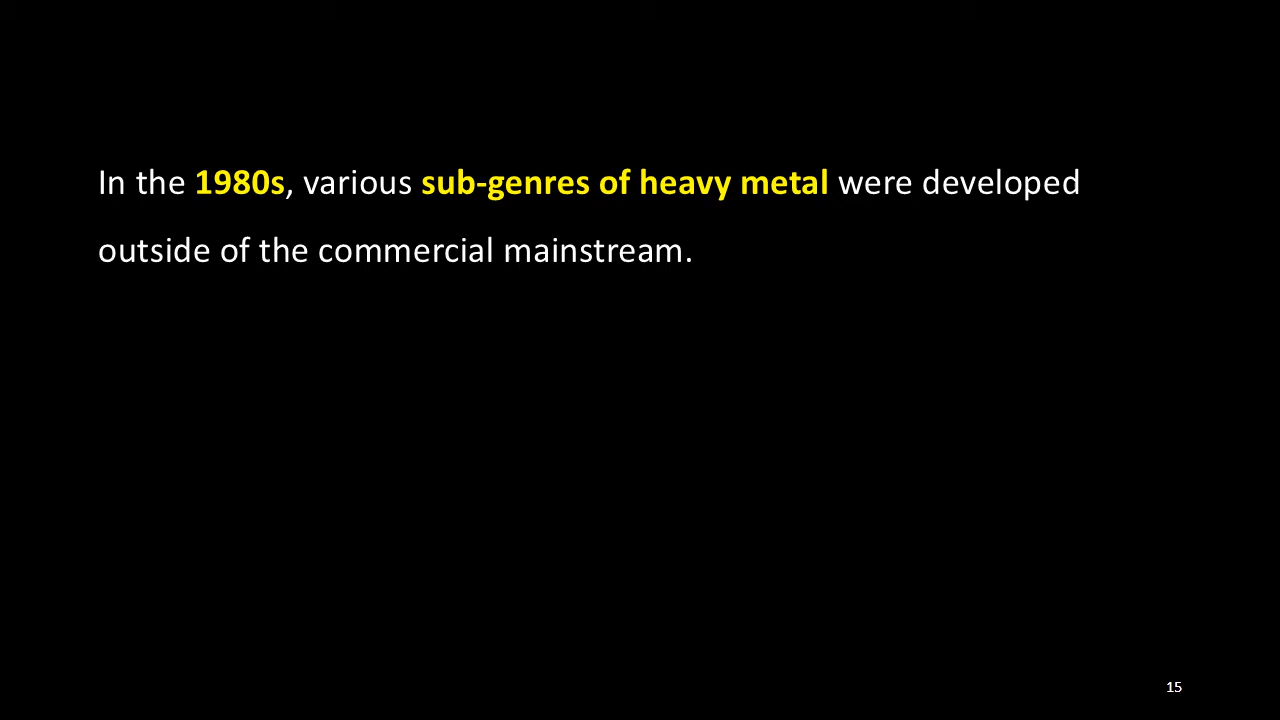 In the 1980s, various sub-genres of heavy metal were developed
outside of the commercial mainstream.
15